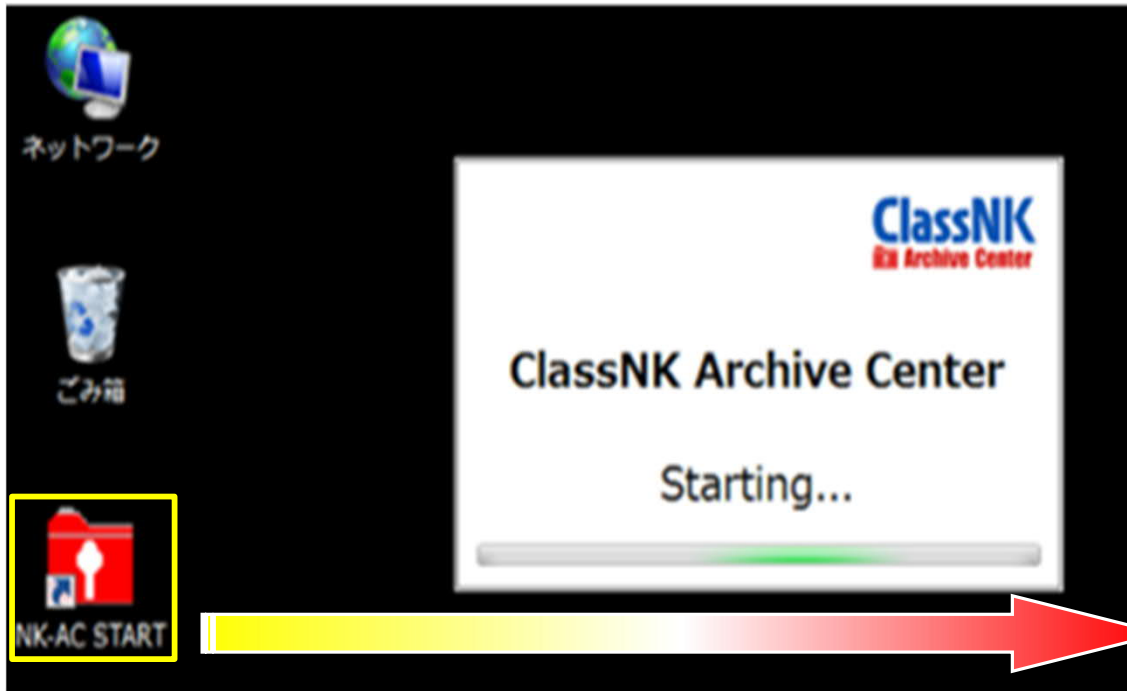 ネットワーク
ごみ箱
NK-AC START
ClassNK
Archive Center
ClassNK Archive Center
Starting...